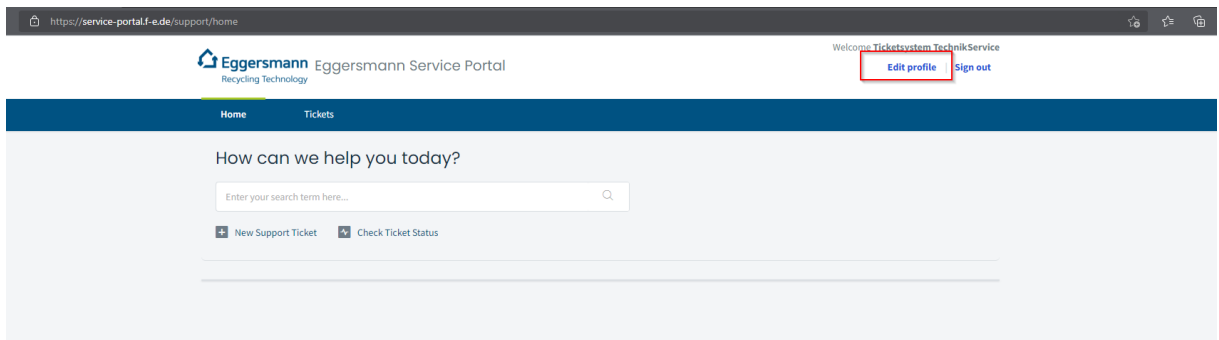 https://service-portal.f-e.de/support/home
Welcome Ticketsystem TechnikService
Edit profile Sign out
Eggersmann Eggersmann Service Portal
Recycling Technology
Home Tickets
How can we help you today?
Enter your search term here...
New Support Ticket Check Ticket Status